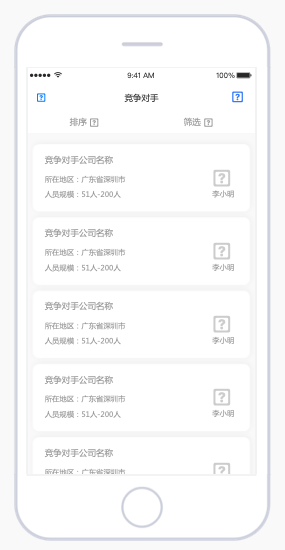 9:41 AM 100%
竞争对手
排序 筛选
竞争对手公司名称
所在地区：广东省深圳市
人员规模：51人-200人
李小明
竞争对手公司名称
所在地区：广东省深圳市
人员规模：51人-200人
李小明
竞争对手公司名称
所在地区：广东省深圳市
人员规模：51人-200人
李小明
竞争对手公司名称
所在地区：广东省深圳市
人员规模：51人-200人
李小明
竞争对手公司名称
所在地区：广东省深圳市